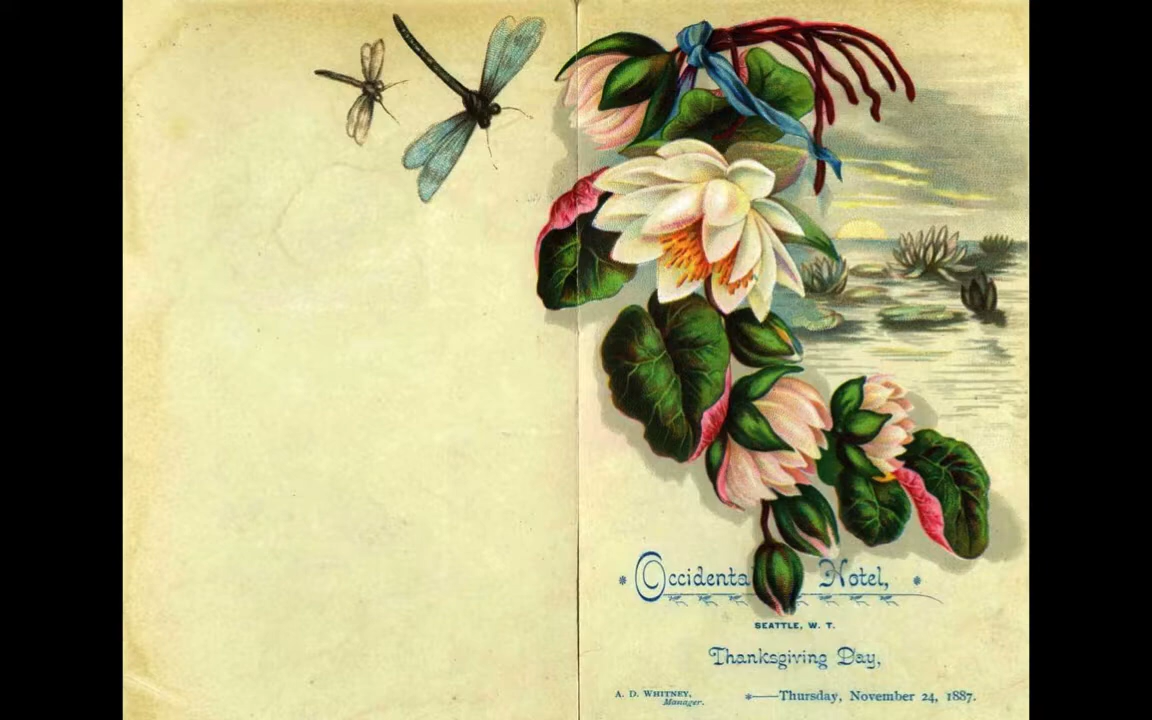 * Occidental Hotel, *
SEATTLE, W. T.
Thanksgiving Day,
A. D. WHITNEY, *—Thursday, November 24, 1887.
Manager.